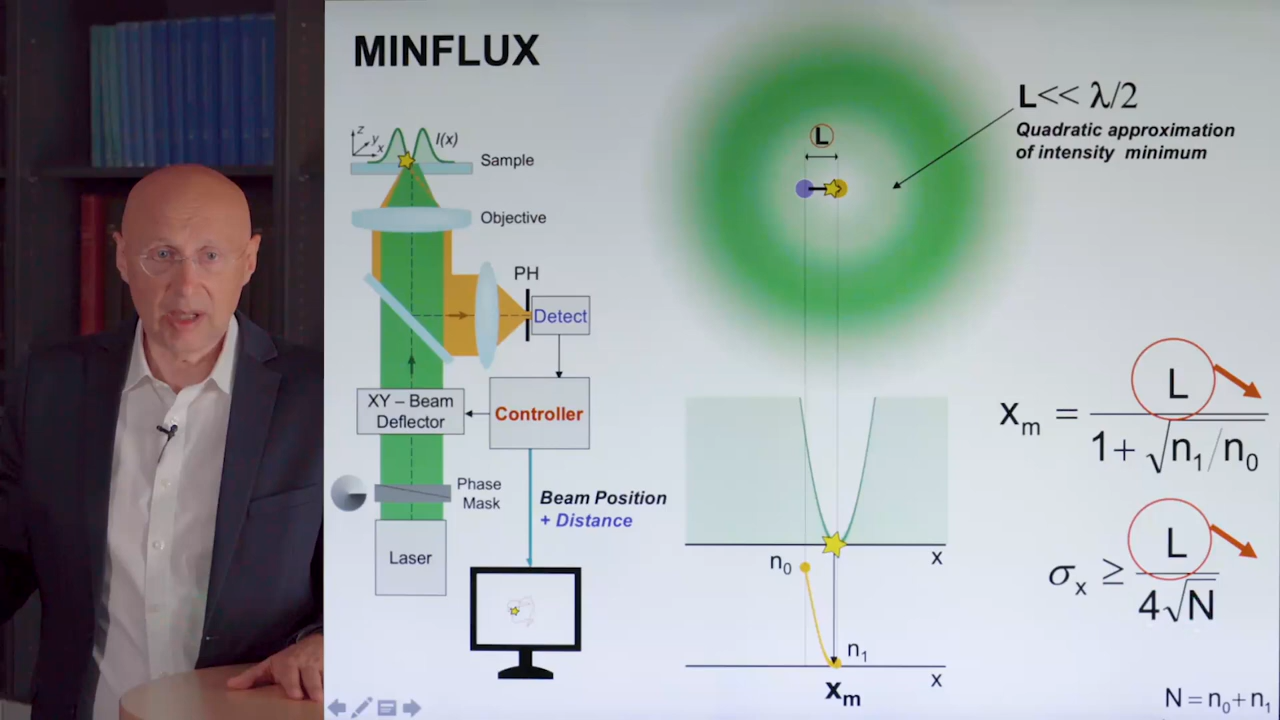 MINFLUX
z
y
x
I(x)
Sample
Objective
PH
Detect
XY – Beam
Deflector
Controller
Phase
Mask
Beam Position
+ Distance
Laser
L
L<< λ/2
Quadratic approximation
of intensity minimum
x
n₀
n₁
x
xₘ
xₘ = L / (1+ √n₁/n₀)
σₓ ≥ L / (4√N)
N = n₀+ n₁